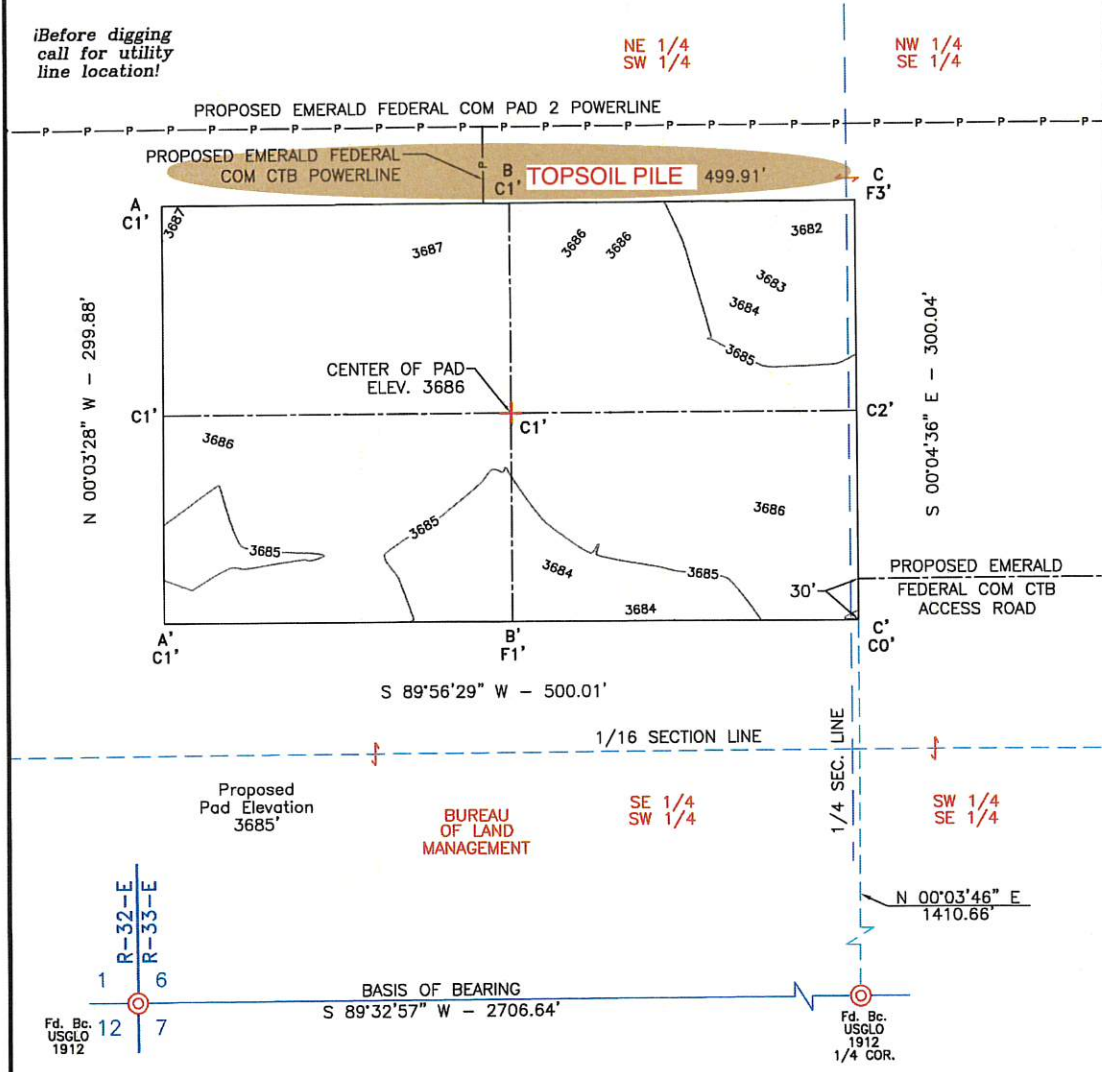 ¡Before digging
call for utility
line location!
NE 1/4
SW 1/4
NW 1/4
SE 1/4
PROPOSED EMERALD FEDERAL COM PAD 2 POWERLINE
P P P P P P P P P P P P P P P P P P P P P P P P P P
PROPOSED EMERALD FEDERAL
COM CTB POWERLINE
P
B
C1'
TOPSOIL PILE
499.91'
C
F3'
A
C1'
3687
3687
3686
3686
3682
3683
3684
3685
N 00°03'28" W - 299.88'
S 00°04'36" E - 300.04'
CENTER OF PAD
ELEV. 3686
C1'
C1'
C2'
3686
3685
3685
3684
3685
3686
3684
30'
PROPOSED EMERALD
FEDERAL COM CTB
ACCESS ROAD
A'
C1'
B'
F1'
C'
C0'
S 89°56'29" W - 500.01'
1/16 SECTION LINE
1/4 SEC. LINE
Proposed
Pad Elevation
3685'
BUREAU
OF LAND
MANAGEMENT
SE 1/4
SW 1/4
SW 1/4
SE 1/4
N 00°03'46" E
1410.66'
R-32-E
R-33-E
1 6
12 7
Fd. Bc.
USGLO
1912
BASIS OF BEARING
S 89°32'57" W - 2706.64'
Fd. Bc.
USGLO
1912
1/4 COR.